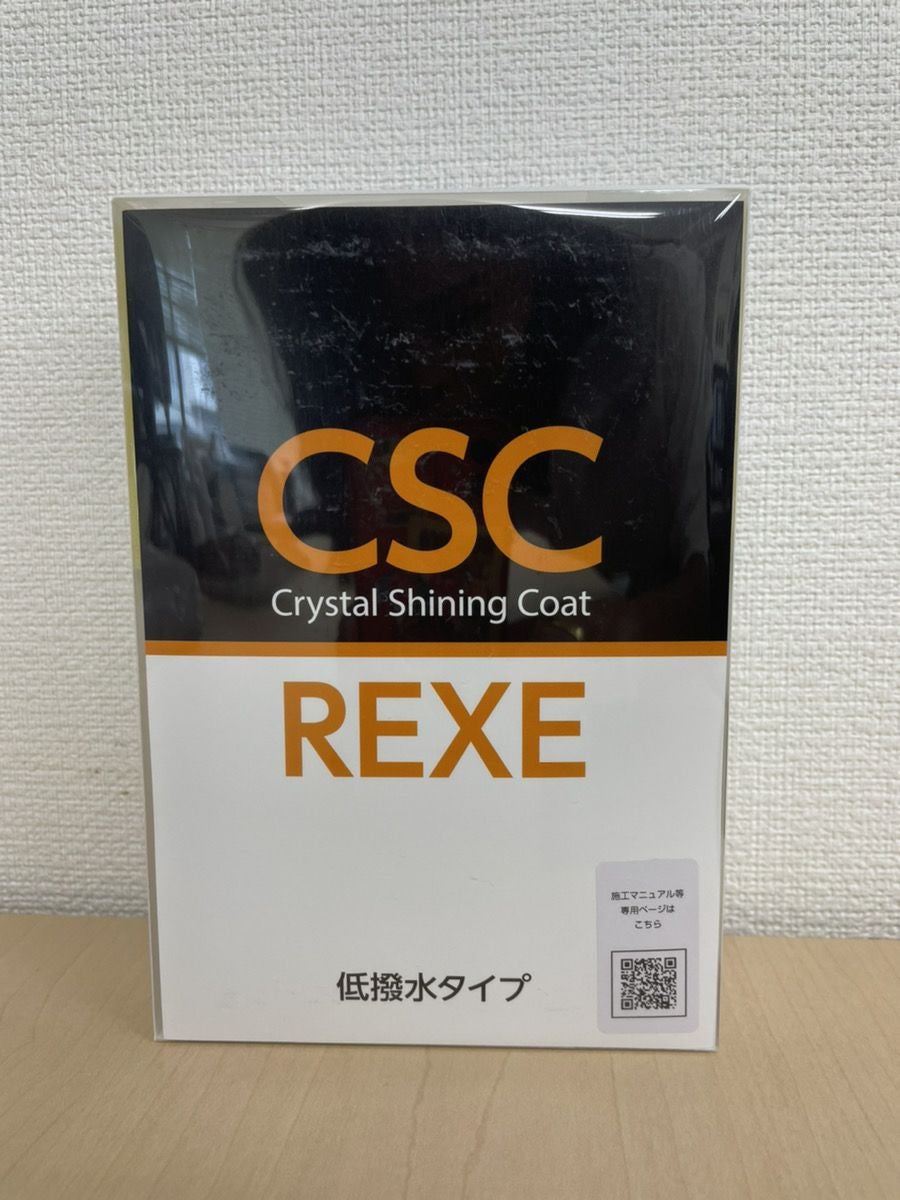 CSC
Crystal Shining Coat
REXE
施工マニュアル等
専用ページは
こちら
低撥水タイプ